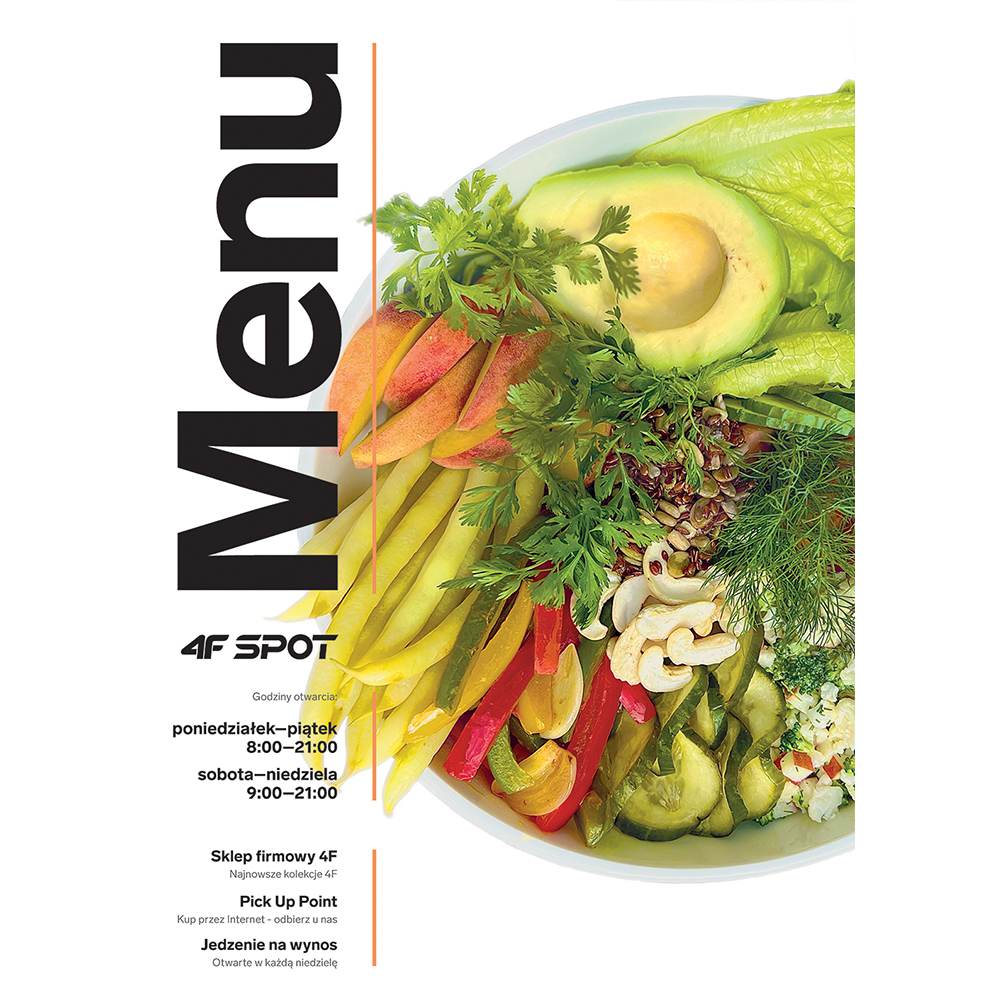 Menu
4F SPOT
Godziny otwarcia:
poniedziałek—piątek
8:00—21:00
sobota—niedziela
9:00—21:00
Sklep firmowy 4F
Najnowsze kolekcje 4F
Pick Up Point
Kup przez Internet - odbierz u nas
Jedzenie na wynos
Otwarte w każdą niedzielę